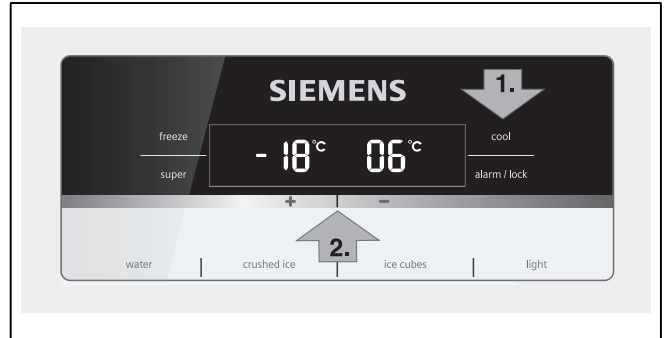 SIEMENS
1.
freeze
cool
- 18°C 06°C
super
alarm / lock
+ -
2.
water crushed ice ice cubes light